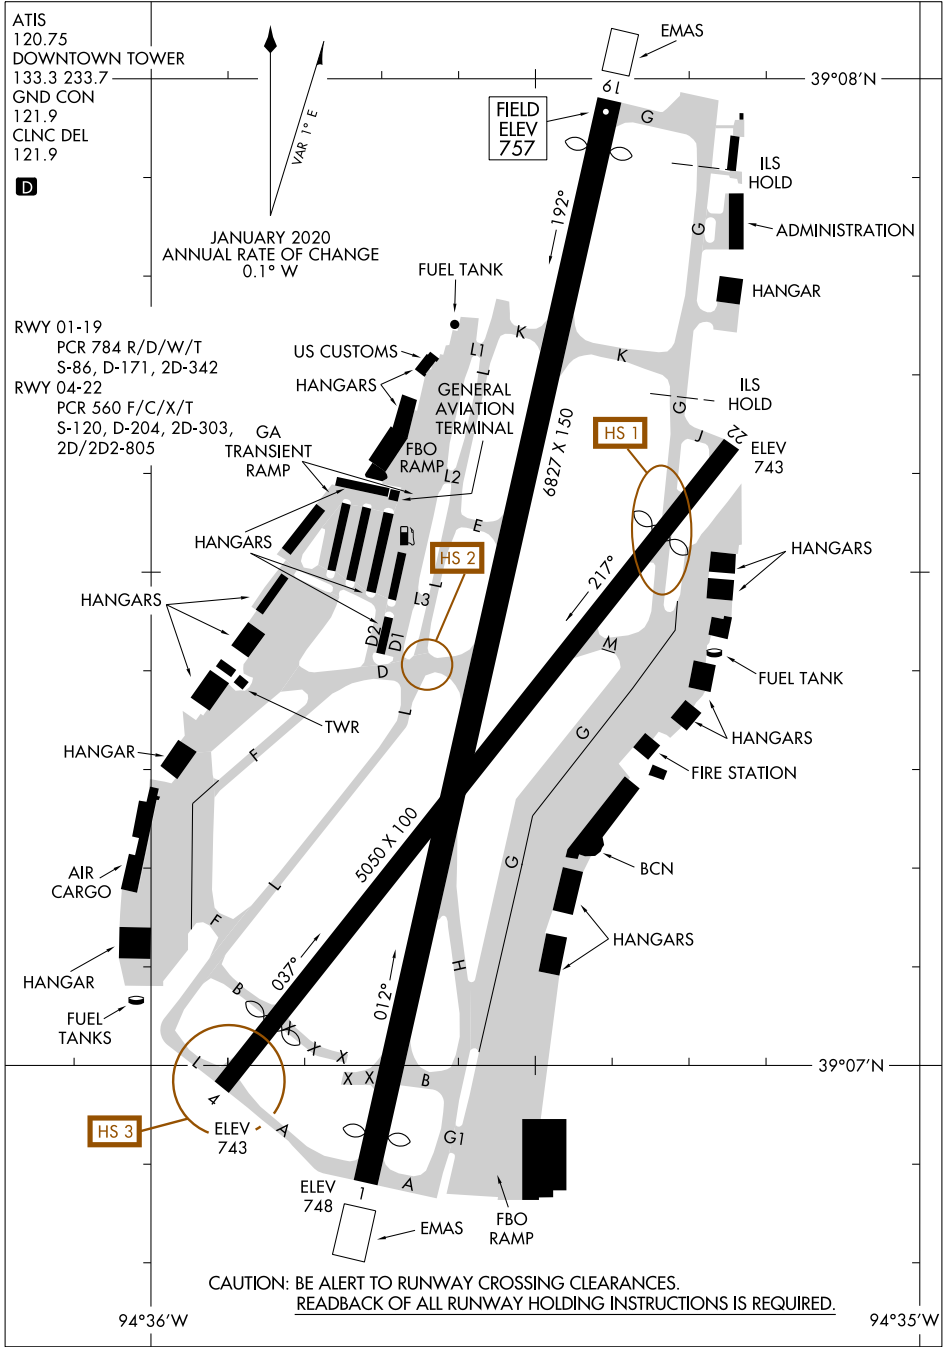 ATIS
120.75
DOWNTOWN TOWER
133.3 233.7
GND CON
121.9
CLNC DEL
121.9
D
VAR 1° E
JANUARY 2020
ANNUAL RATE OF CHANGE
0.1° W
EMAS
39°08'N
19
G
FIELD
ELEV
757
ILS
HOLD
192°
G
ADMINISTRATION
HANGAR
FUEL TANK
RWY 01-19
PCR 784 R/D/W/T
S-86, D-171, 2D-342
RWY 04-22
PCR 560 F/C/X/T
S-120, D-204, 2D-303,
2D/2D2-805
US CUSTOMS
HANGARS
L1
L
K
K
GENERAL
AVIATION
TERMINAL
ILS
HOLD
G
J
22
ELEV
743
HS 1
6827 X 150
GA
TRANSIENT
RAMP
FBO
RAMP
L2
E
HANGARS
HS 2
HANGARS
217°
L
L3
HANGARS
D2
D1
D
M
FUEL TANK
L
TWR
G
HANGARS
HANGAR
F
FIRE STATION
5050 X 100
G
BCN
AIR
CARGO
L
F
HANGARS
H
HANGAR
B
037°
012°
FUEL
TANKS
X
X
X
X X
B
39°07'N
L
4
HS 3
ELEV
743
A
G1
A
ELEV
748
1
EMAS
FBO
RAMP
CAUTION: BE ALERT TO RUNWAY CROSSING CLEARANCES.
READBACK OF ALL RUNWAY HOLDING INSTRUCTIONS IS REQUIRED.
94°36'W
94°35'W